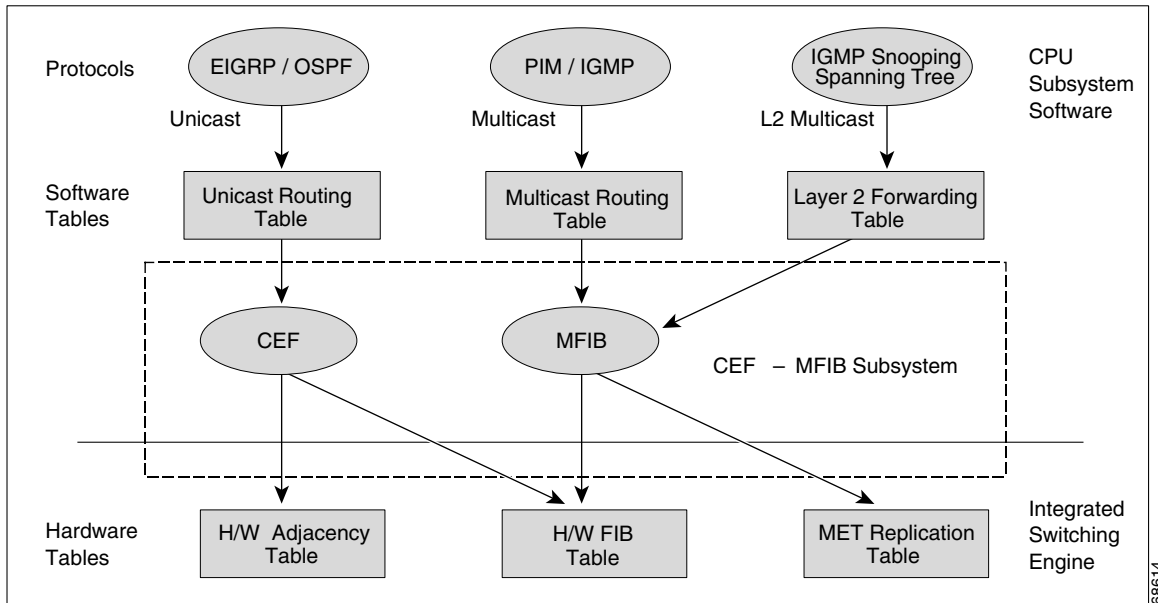 Protocols
EIGRP / OSPF
PIM / IGMP
IGMP Snooping
Spanning Tree
CPU
Subsystem
Software
Unicast
Multicast
L2 Multicast
Software
Tables
Unicast Routing
Table
Multicast Routing
Table
Layer 2 Forwarding
Table
CEF
MFIB
CEF – MFIB Subsystem
Hardware
Tables
H/W Adjacency
Table
H/W FIB
Table
MET Replication
Table
Integrated
Switching
Engine
68614